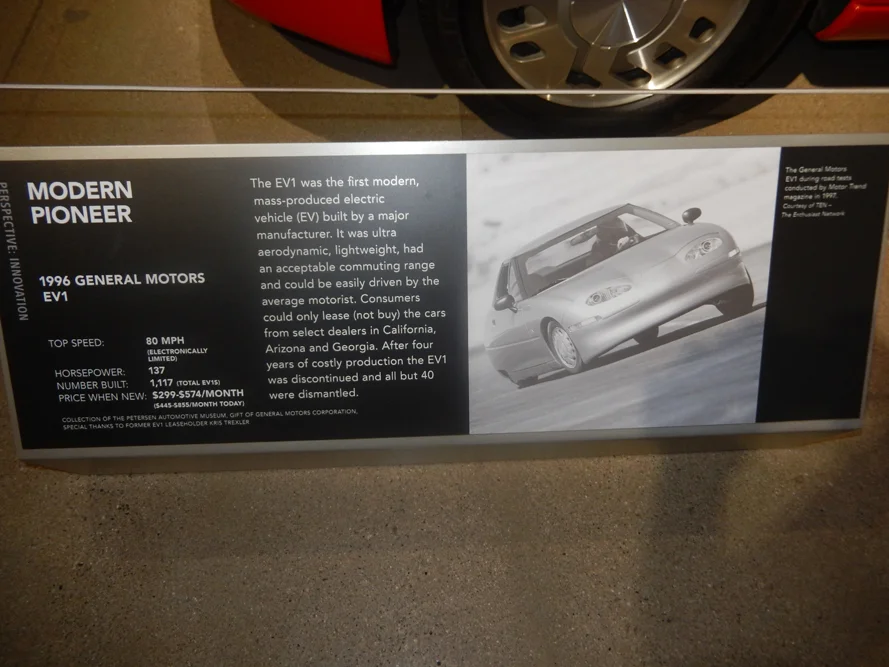 PERSPECTIVE: INNOVATION
MODERN
PIONEER
1996 GENERAL MOTORS
EV1
TOP SPEED: 80 MPH
(ELECTRONICALLY
LIMITED)
HORSEPOWER: 137
NUMBER BUILT: 1,117 (TOTAL EV1S)
PRICE WHEN NEW: $299-$574/MONTH
($445-$855/MONTH TODAY)
COLLECTION OF THE PETERSEN AUTOMOTIVE MUSEUM, GIFT OF GENERAL MOTORS CORPORATION,
SPECIAL THANKS TO FORMER EV1 LEASEHOLDER KRIS TREXLER
The EV1 was the first modern,
mass-produced electric
vehicle (EV) built by a major
manufacturer. It was ultra
aerodynamic, lightweight, had
an acceptable commuting range
and could be easily driven by the
average motorist. Consumers
could only lease (not buy) the cars
from select dealers in California,
Arizona and Georgia. After four
years of costly production the EV1
was discontinued and all but 40
were dismantled.
The General Motors
EV1 during road tests
conducted by Motor Trend
magazine in 1997.
Courtesy of TEN –
The Enthusiast Network